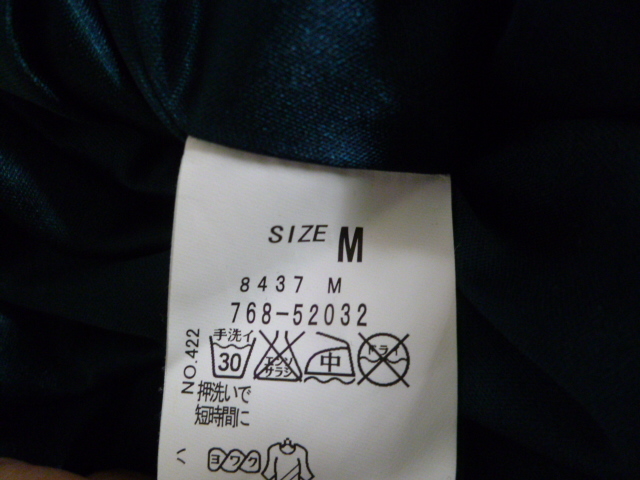 SIZE M
8437 M
768-52032
NO.422
手洗イ
30
エンソ
サラシ
中
ドライ
押洗いで
短時間に
ヨワク